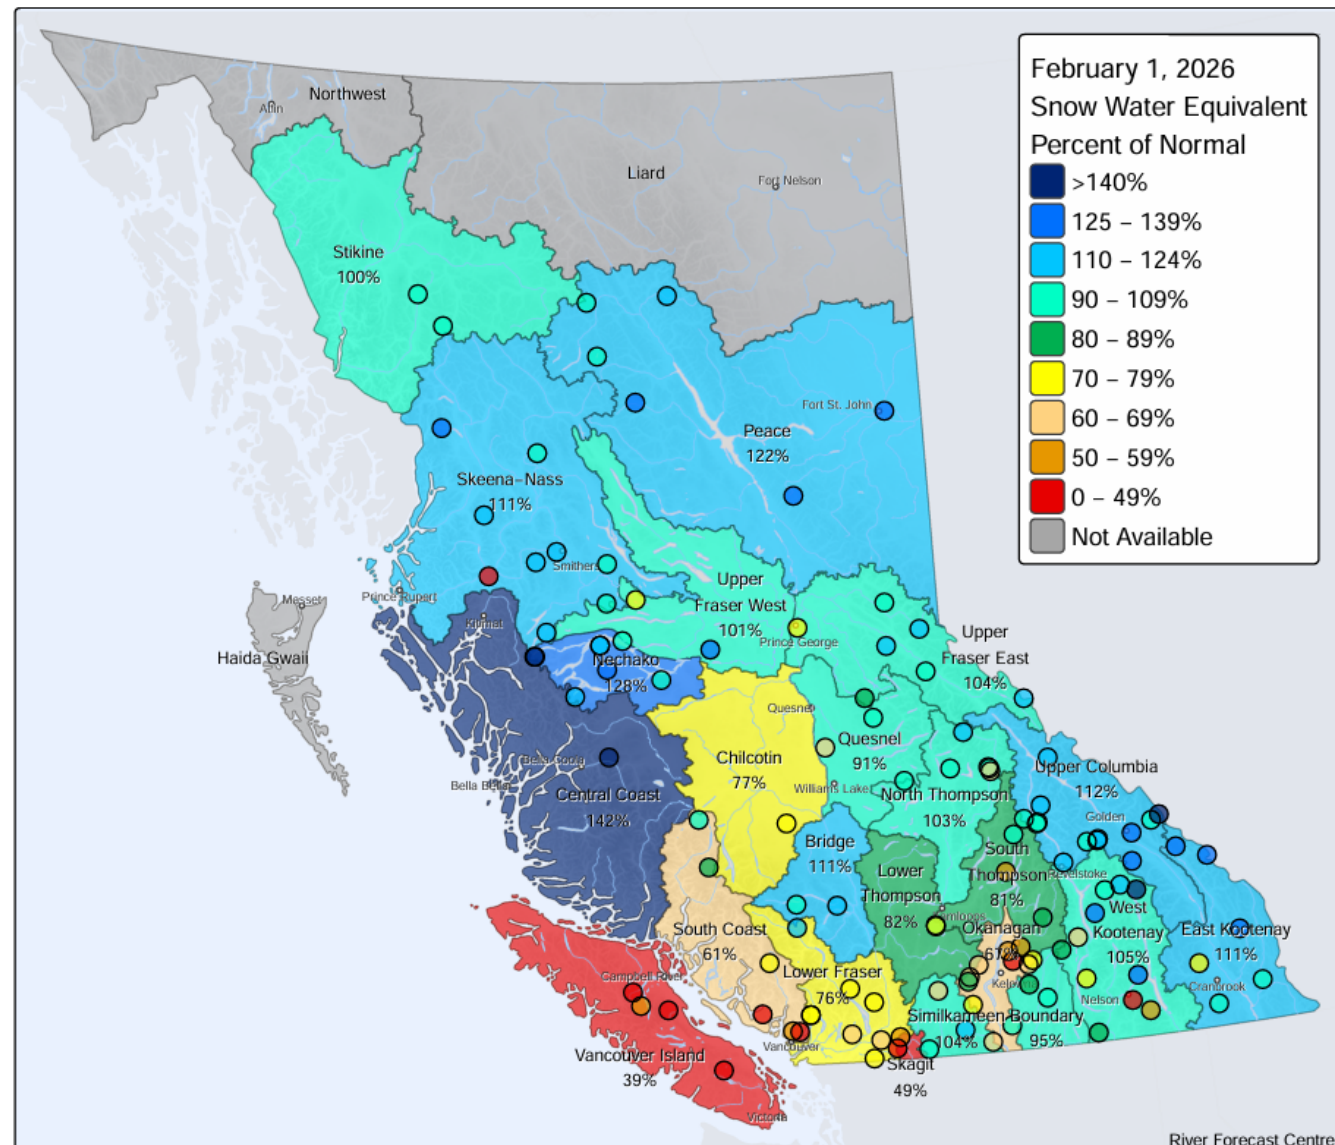 February 1, 2026
Snow Water Equivalent
Percent of Normal
>140%
125 – 139%
110 – 124%
90 – 109%
80 – 89%
70 – 79%
60 – 69%
50 – 59%
0 – 49%
Not Available
Northwest
Atlin
Liard
Fort Nelson
Stikine
100%
Fort St. John
Peace
122%
Skeena–Nass
111%
Smithers
Prince Rupert
Kitimat
Masset
Haida Gwaii
Upper
Fraser West
101%
Prince George
Upper
Fraser East
104%
Nechako
128%
Quesnel
Quesnel
91%
Chilcotin
77%
Williams Lake
Bella Coola
Bella Bella
Central Coast
142%
North Thompson
103%
Upper Columbia
112%
Golden
Bridge
111%
South
Thompson
81%
Revelstoke
Lower
Thompson
82%
Kamloops
West
Kootenay
105%
East Kootenay
111%
Cranbrook
South Coast
61%
Okanagan
67%
Kelowna
Lower Fraser
76%
Campbell River
Nelson
Similkameen
104%
Boundary
95%
Vancouver
Vancouver Island
39%
Skagit
49%
Victoria
River Forecast Centre